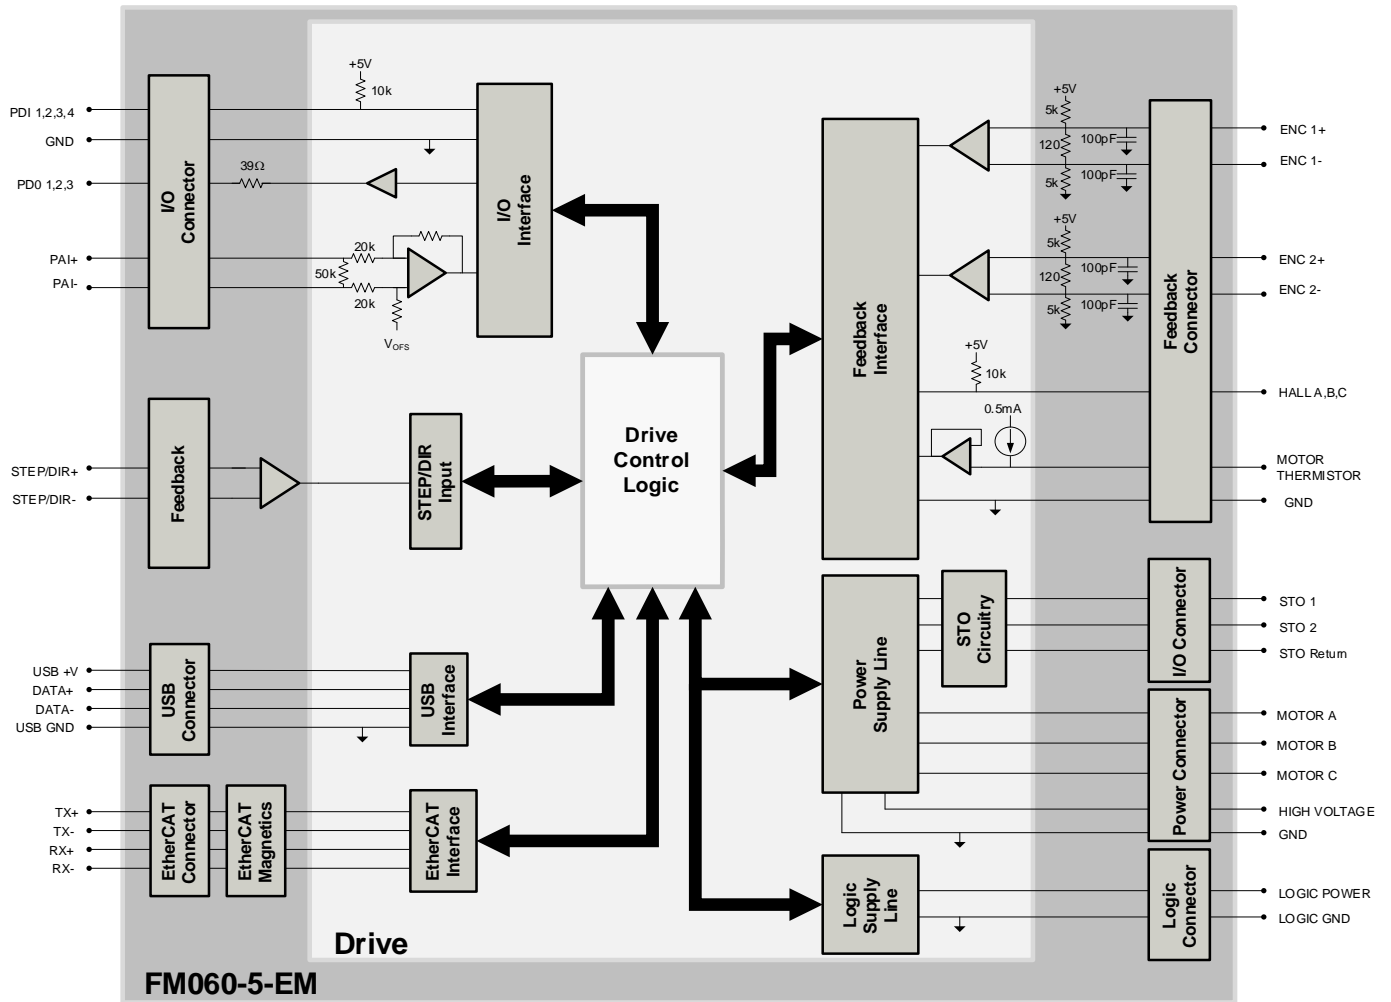 PDI 1,2,3,4
GND
PD0 1,2,3
PAI+
PAI-
I/O
Connector
+5V
10k
39Ω
20k
50k
20k
VOFS
I/O
Interface
STEP/DIR+
STEP/DIR-
Feedback
STEP/DIR
Input
Drive
Control
Logic
USB +V
DATA+
DATA-
USB GND
USB
Connector
USB
Interface
TX+
TX-
RX+
RX-
EtherCAT
Connector
EtherCAT
Magnetics
EtherCAT
Interface
Feedback
Interface
+5V
5k
120
5k
100pF
100pF
+5V
5k
120
5k
100pF
100pF
+5V
10k
0.5mA
Feedback
Connector
ENC 1+
ENC 1-
ENC 2+
ENC 2-
HALL A,B,C
MOTOR
THERMISTOR
GND
Power
Supply Line
STO
Circuitry
I/O Connector
STO 1
STO 2
STO Return
Power Connector
MOTOR A
MOTOR B
MOTOR C
HIGH VOLTAGE
GND
Logic
Supply
Line
Logic
Connector
LOGIC POWER
LOGIC GND
Drive
FM060-5-EM